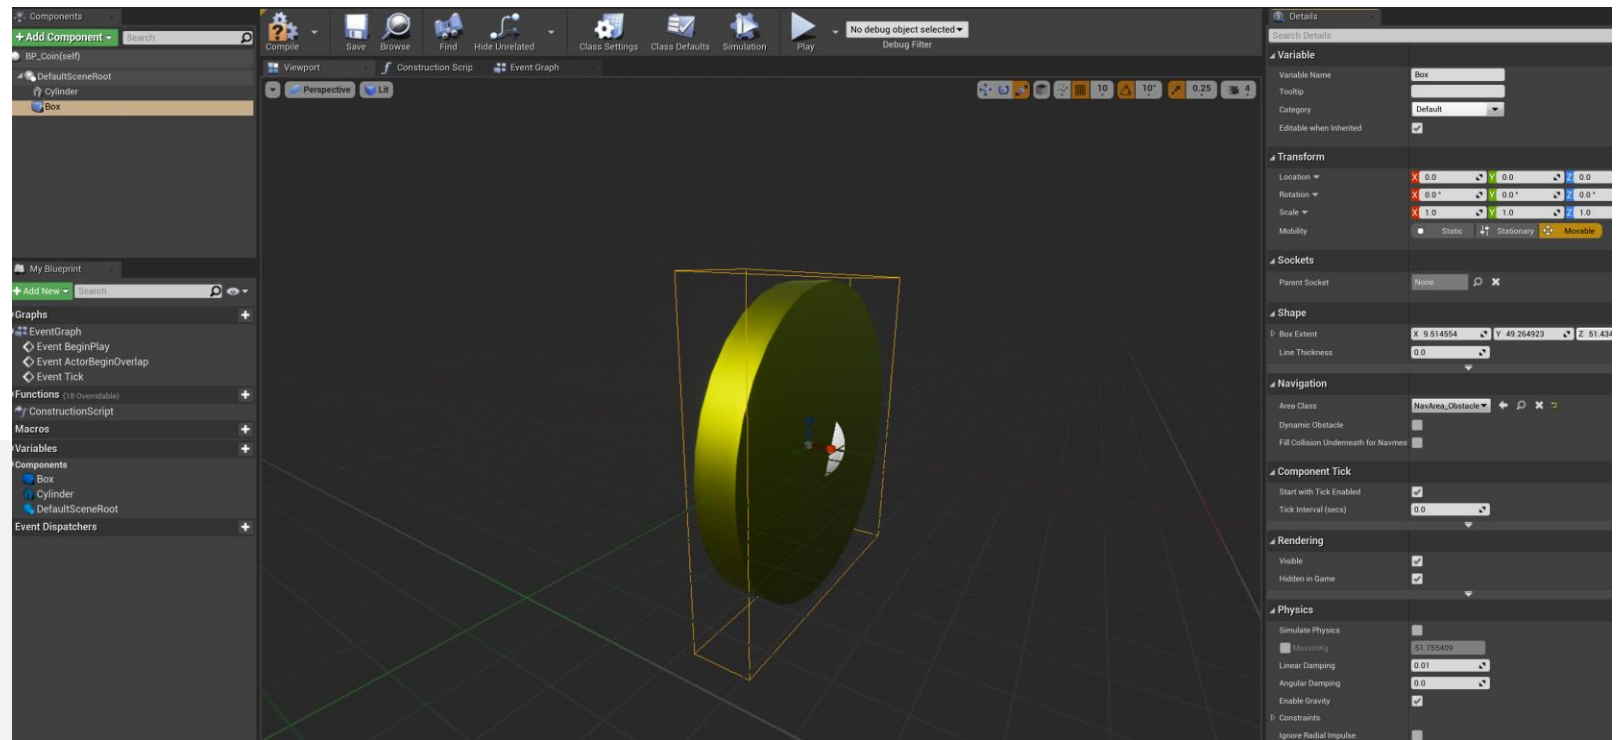 Components
+Add Component
Search
BP_Coin(self)
DefaultSceneRoot
Cylinder
Box
My Blueprint
+Add New
Search
Graphs
EventGraph
Event BeginPlay
Event ActorBeginOverlap
Event Tick
Functions (18 Overridable)
ConstructionScript
Macros
Variables
Components
Box
Cylinder
DefaultSceneRoot
Event Dispatchers
Compile
Save
Browse
Find
Hide Unrelated
Class Settings
Class Defaults
Simulation
Play
No debug object selected
Debug Filter
Viewport
Construction Scrip
Event Graph
Perspective
Lit
10
10°
0.25
4
Details
Search Details
Variable
Variable Name Box
Tooltip
Category Default
Editable when Inherited
Transform
Location X 0.0 Y 0.0 Z 0.0
Rotation X 0.0° Y 0.0° Z 0.0°
Scale X 1.0 Y 1.0 Z 1.0
Mobility Static Stationary Movable
Sockets
Parent Socket None
Shape
Box Extent X 9.514554 Y 49.264923 Z 51.434
Line Thickness 0.0
Navigation
Area Class NavArea_Obstacle
Dynamic Obstacle
Fill Collision Underneath for Navmes
Component Tick
Start with Tick Enabled
Tick Interval (secs) 0.0
Rendering
Visible
Hidden in Game
Physics
Simulate Physics
MassInKg 51.755409
Linear Damping 0.01
Angular Damping 0.0
Enable Gravity
Constraints
Ignore Radial Impulse